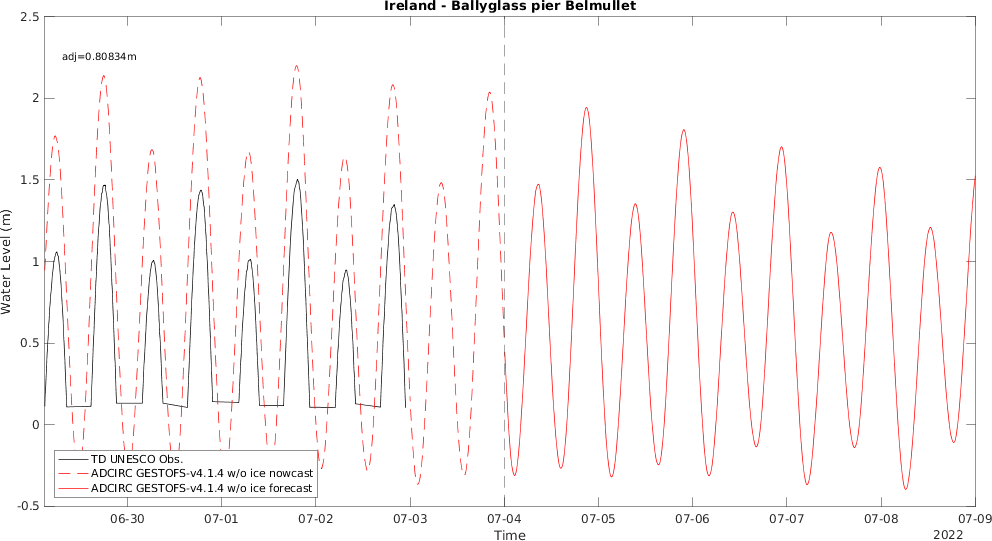 Ireland - Ballyglass pier Belmullet
adj=0.80834m
Water Level (m)
2.5
2
1.5
1
0.5
0
-0.5
TD UNESCO Obs.
ADCIRC GESTOFS-v4.1.4 w/o ice nowcast
ADCIRC GESTOFS-v4.1.4 w/o ice forecast
06-30 07-01 07-02 07-03 07-04 07-05 07-06 07-07 07-08 07-09
Time
2022